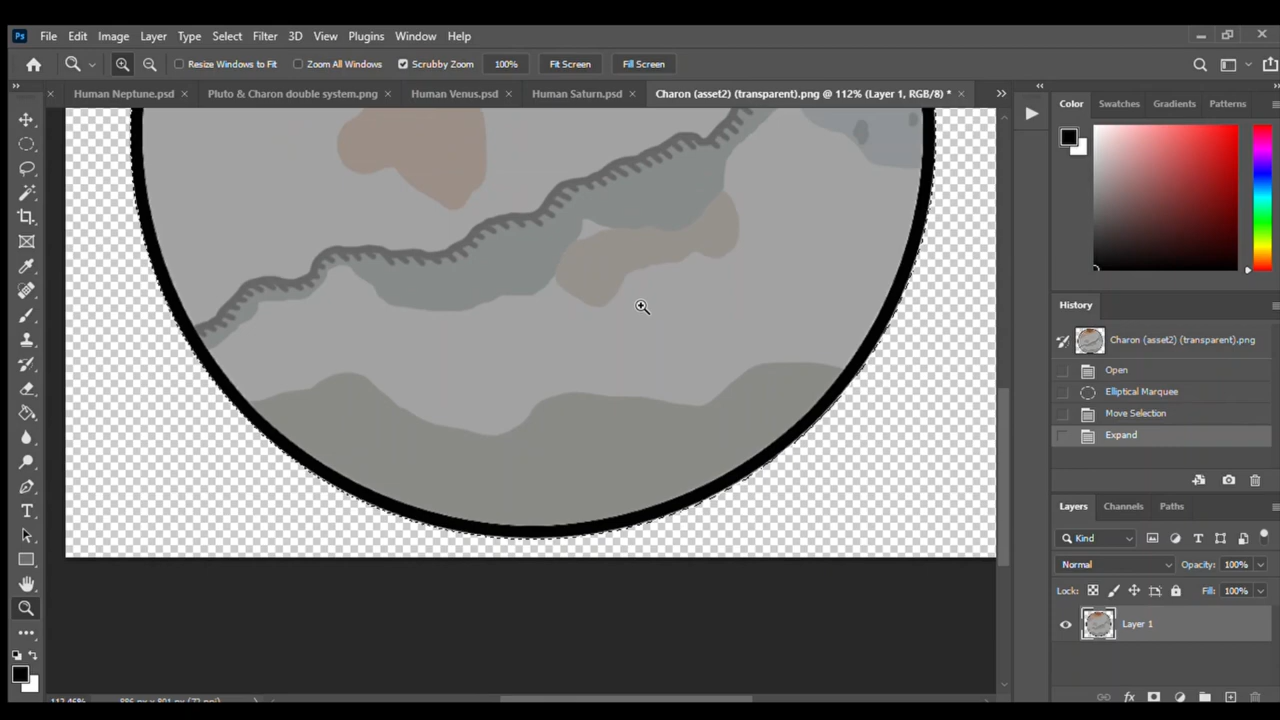 Ps File Edit Image Layer Type Select Filter 3D View Plugins Window Help
Resize Windows to Fit Zoom All Windows Scrubby Zoom 100% Fit Screen Fill Screen
Human Neptune.psd × Pluto & Charon double system.png × Human Venus.psd × Human Saturn.psd × Charon (asset2) (transparent).png @ 112% (Layer 1, RGB/8) * ×
Color Swatches Gradients Patterns
History
Charon (asset2) (transparent).png
Open
Elliptical Marquee
Move Selection
Expand
Layers Channels Paths
Kind
Normal Opacity: 100%
Lock: Fill: 100%
Layer 1
T
fx